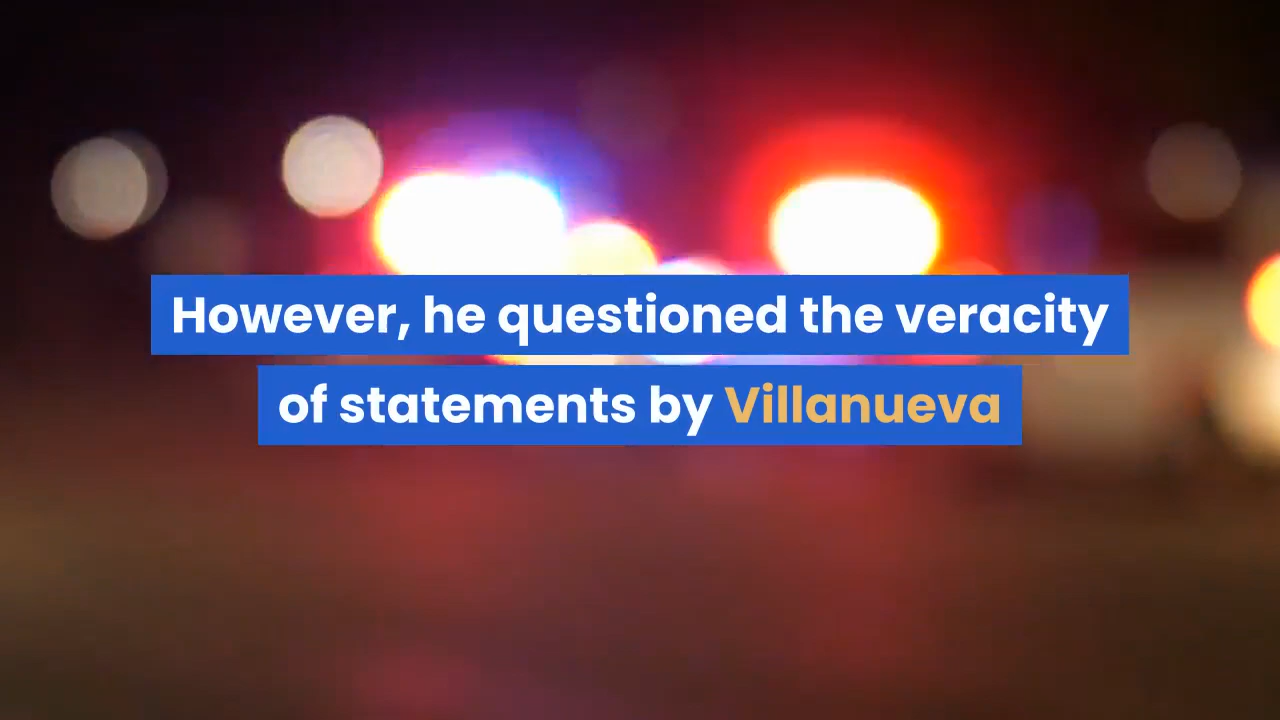 However, he questioned the veracity
of statements by Villanueva